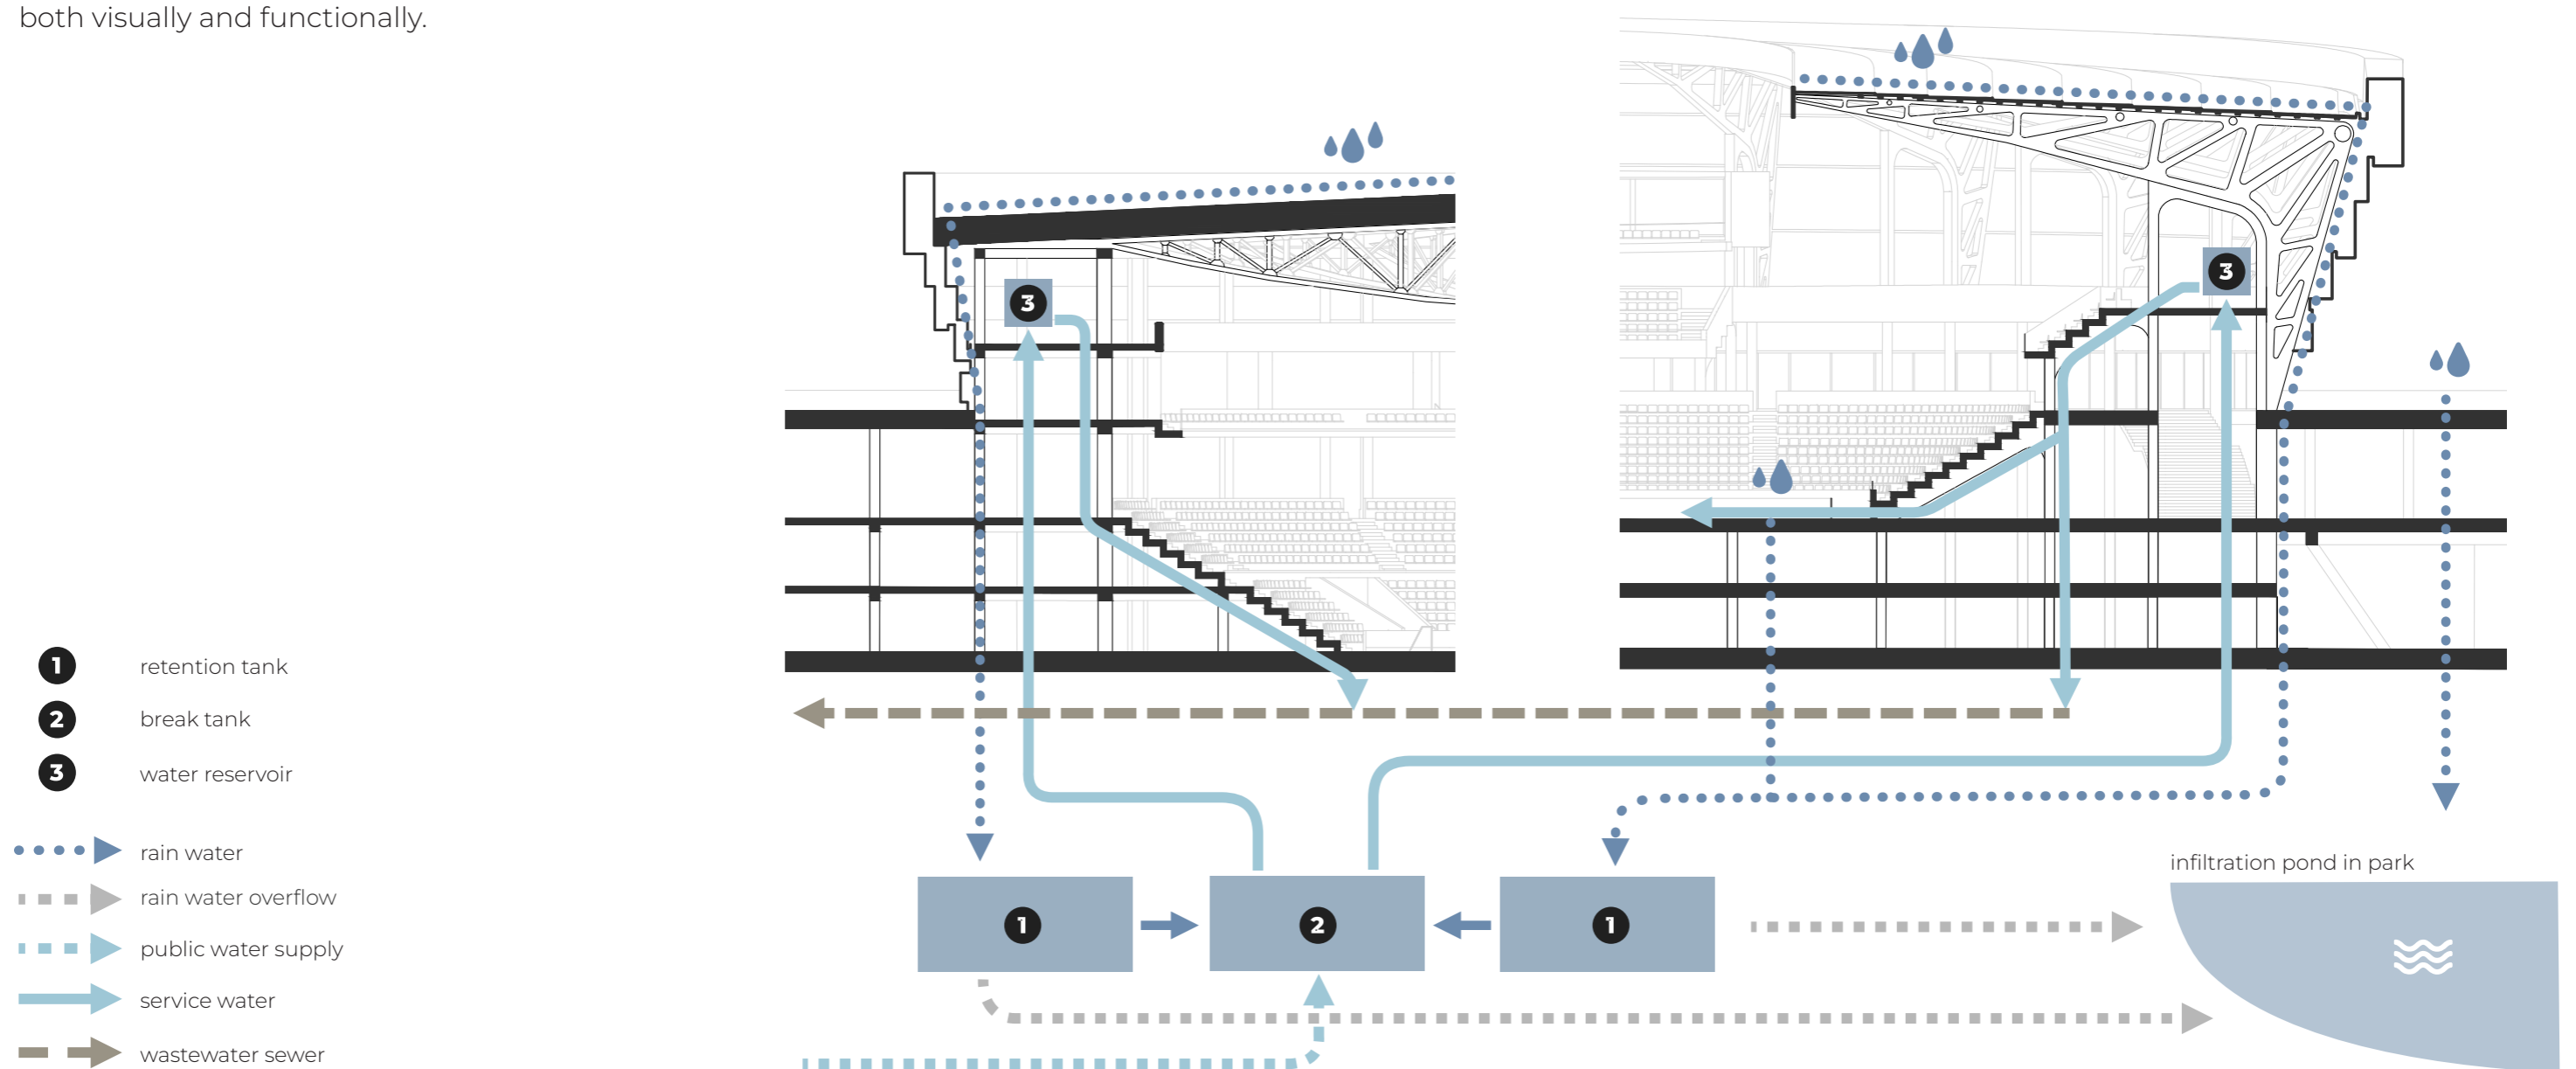 both visually and functionally.
3
3
1 retention tank
2 break tank
3 water reservoir
rain water
rain water overflow
public water supply
service water
wastewater sewer
infiltration pond in park
1
2
1